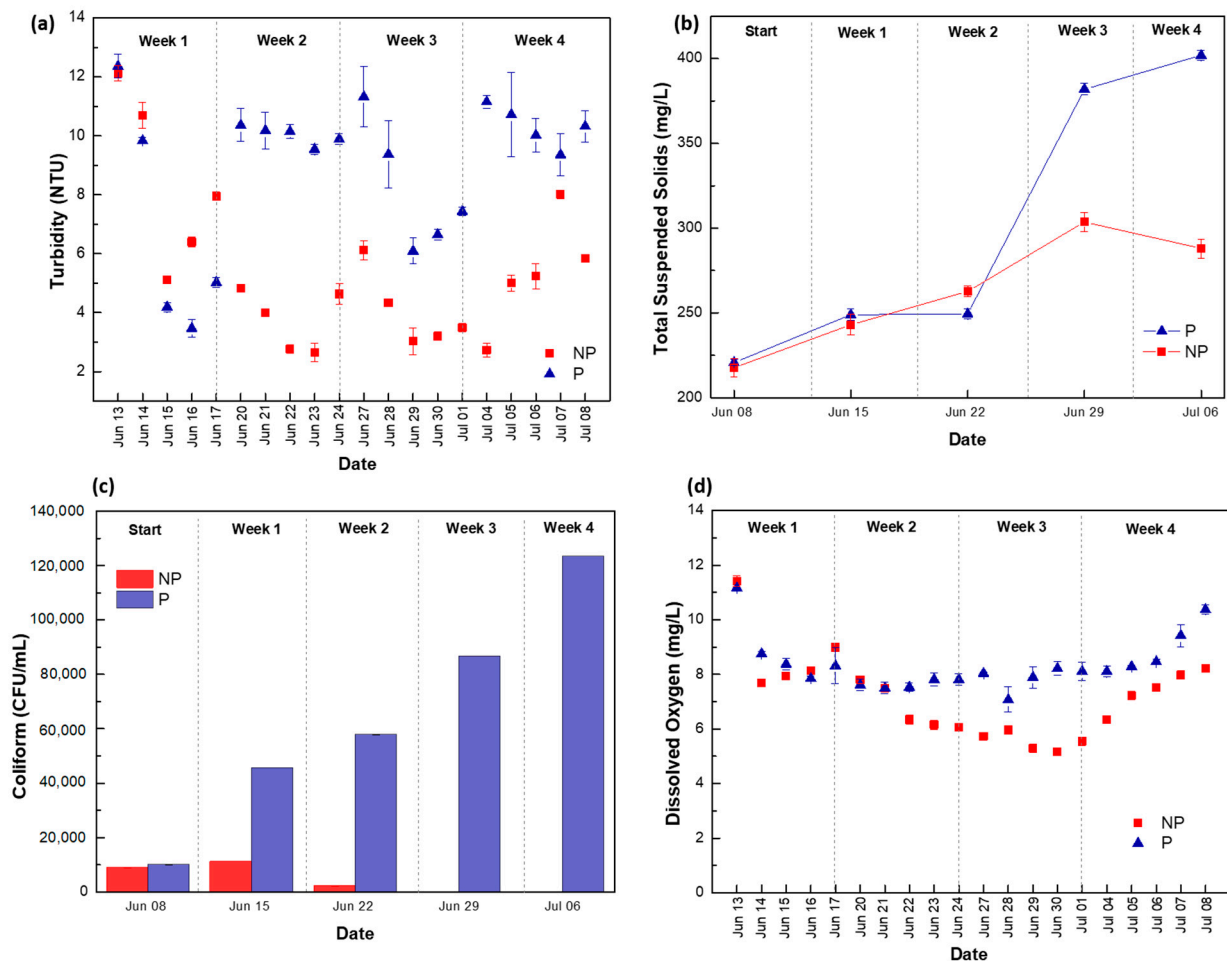 (a)
Week 1 Week 2 Week 3 Week 4
14
12
10
8
6
4
2
Turbidity (NTU)
NP
P
Jun 13 Jun 14 Jun 15 Jun 16 Jun 17 Jun 20 Jun 21 Jun 22 Jun 23 Jun 24 Jun 27 Jun 28 Jun 29 Jun 30 Jul 01 Jul 04 Jul 05 Jul 06 Jul 07 Jul 08
Date
(b)
Start Week 1 Week 2 Week 3 Week 4
400
350
300
250
200
Total Suspended Solids (mg/L)
P
NP
Jun 08 Jun 15 Jun 22 Jun 29 Jul 06
Date
(c)
140,000
120,000
100,000
80,000
60,000
40,000
20,000
0
Coliform (CFU/mL)
Start Week 1 Week 2 Week 3 Week 4
NP
P
Jun 08 Jun 15 Jun 22 Jun 29 Jul 06
Date
(d)
14
12
10
8
6
4
2
0
Dissolved Oxygen (mg/L)
Week 1 Week 2 Week 3 Week 4
NP
P
Jun 13 Jun 14 Jun 15 Jun 16 Jun 17 Jun 20 Jun 21 Jun 22 Jun 23 Jun 24 Jun 27 Jun 28 Jun 29 Jun 30 Jul 01 Jul 04 Jul 05 Jul 06 Jul 07 Jul 08
Date